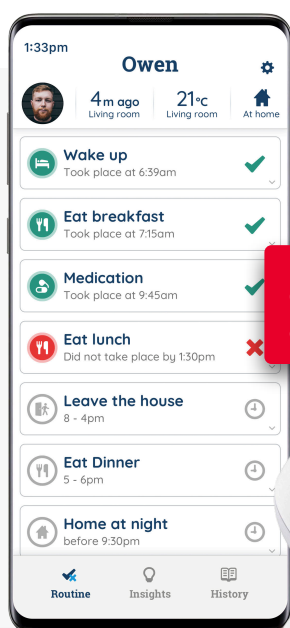 1:33pm
Owen
4m ago
Living room
21°c
Living room
At home
Wake up
Took place at 6:39am
Eat breakfast
Took place at 7:15am
Medication
Took place at 9:45am
Eat lunch
Did not take place by 1:30pm
Leave the house
8 - 4pm
Eat Dinner
5 - 6pm
Home at night
before 9:30pm
Routine
Insights
History